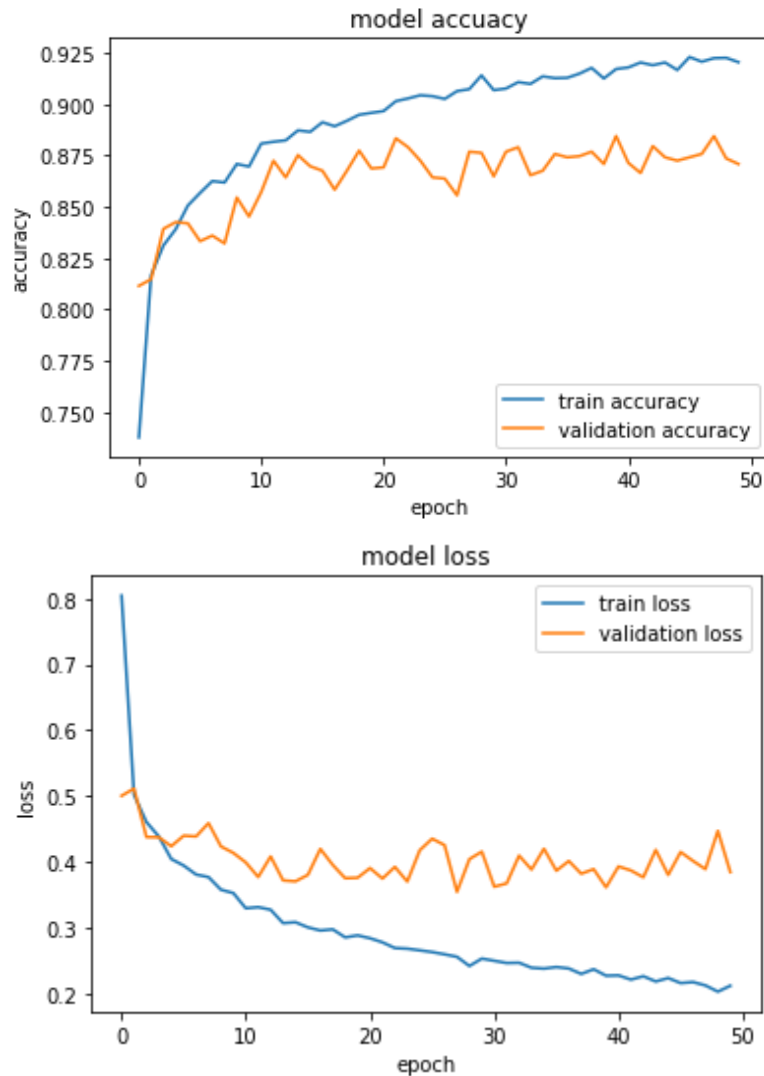 model accuacy
0.925
0.900
0.875
0.850
0.825
0.800
0.775
0.750
accuracy
train accuracy
validation accuracy
0
10
20
30
40
50
epoch
model loss
0.8
0.7
0.6
0.5
0.4
0.3
0.2
loss
train loss
validation loss
0
10
20
30
40
50
epoch